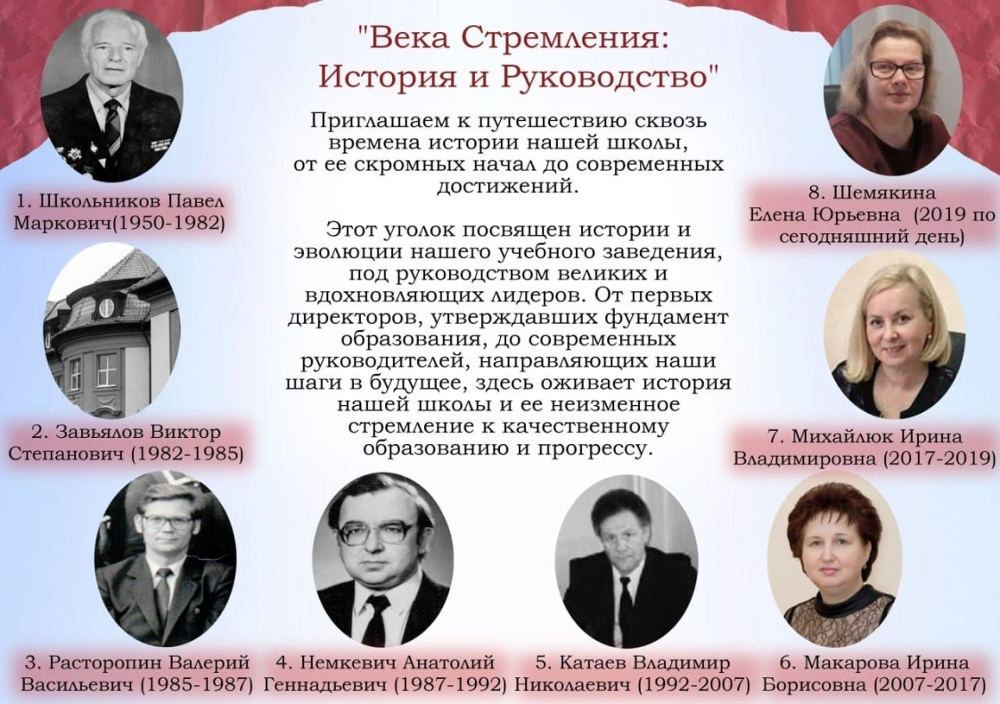 "Века Стремления:
История и Руководство"
Приглашаем к путешествию сквозь
времена истории нашей школы,
от ее скромных начал до современных
достижений.
Этот уголок посвящен истории и
эволюции нашего учебного заведения,
под руководством великих и
вдохновляющих лидеров. От первых
директоров, утверждавших фундамент
образования, до современных
руководителей, направляющих наши
шаги в будущее, здесь оживает история
нашей школы и ее неизменное
стремление к качественному
образованию и прогрессу.
1. Школьников Павел
Маркович(1950-1982)
2. Завьялов Виктор
Степанович (1982-1985)
3. Расторопин Валерий
Васильевич (1985-1987)
4. Немкевич Анатолий
Геннадьевич (1987-1992)
5. Катаев Владимир
Николаевич (1992-2007)
6. Макарова Ирина
Борисовна (2007-2017)
7. Михайлюк Ирина
Владимировна (2017-2019)
8. Шемякина
Елена Юрьевна (2019 по
сегодняшний день)